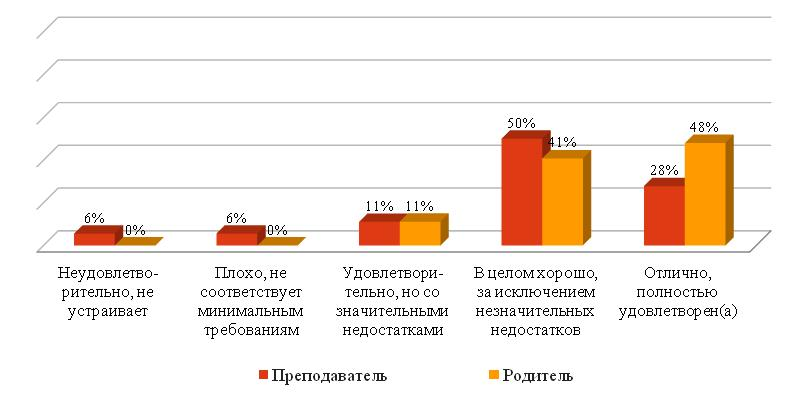 50%
48%
41%
28%
11% 11%
6% 0%
6% 0%
Неудовлетво-
рительно, не
устраивает
Плохо, не
соответствует
минимальным
требованиям
Удовлетвори-
тельно, но со
значительными
недостатками
В целом хорошо,
за исключением
незначительных
недостатков
Отлично,
полностью
удовлетворен(а)
Преподаватель
Родитель